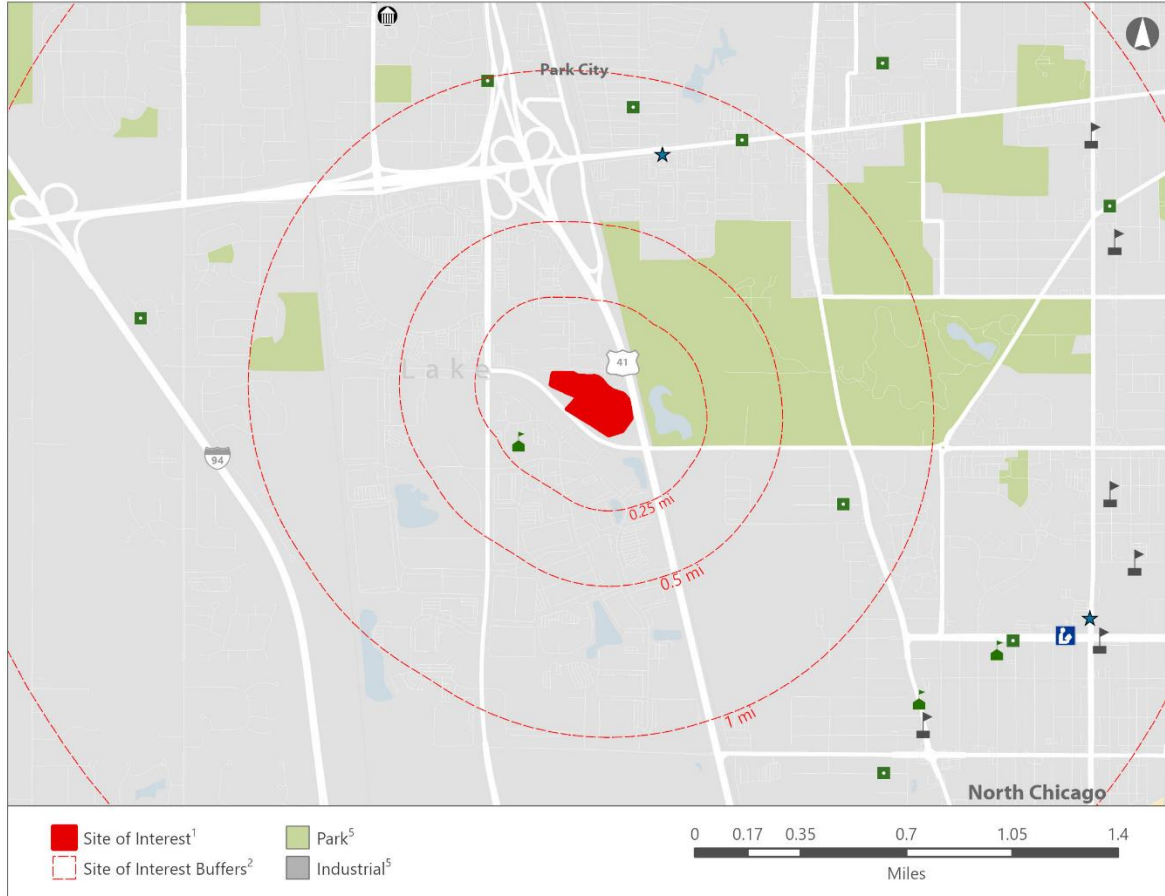 Park City
41
Lake
94
0.25 mi
0.5 mi
1 mi
North Chicago
Site of Interest¹
Park⁵
Site of Interest Buffers²
Industrial⁵
0 0.17 0.35 0.7 1.05 1.4
Miles